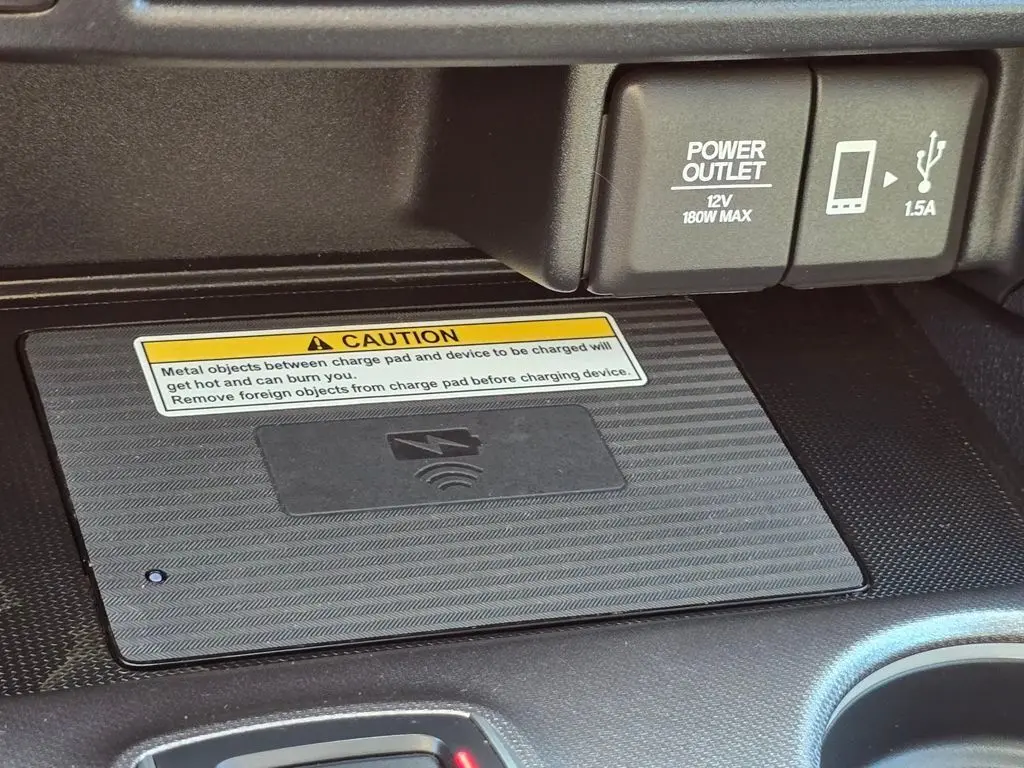 POWER
OUTLET
12V
180W MAX
1.5A
CAUTION
Metal objects between charge pad and device to be charged will
get hot and can burn you.
Remove foreign objects from charge pad before charging device.